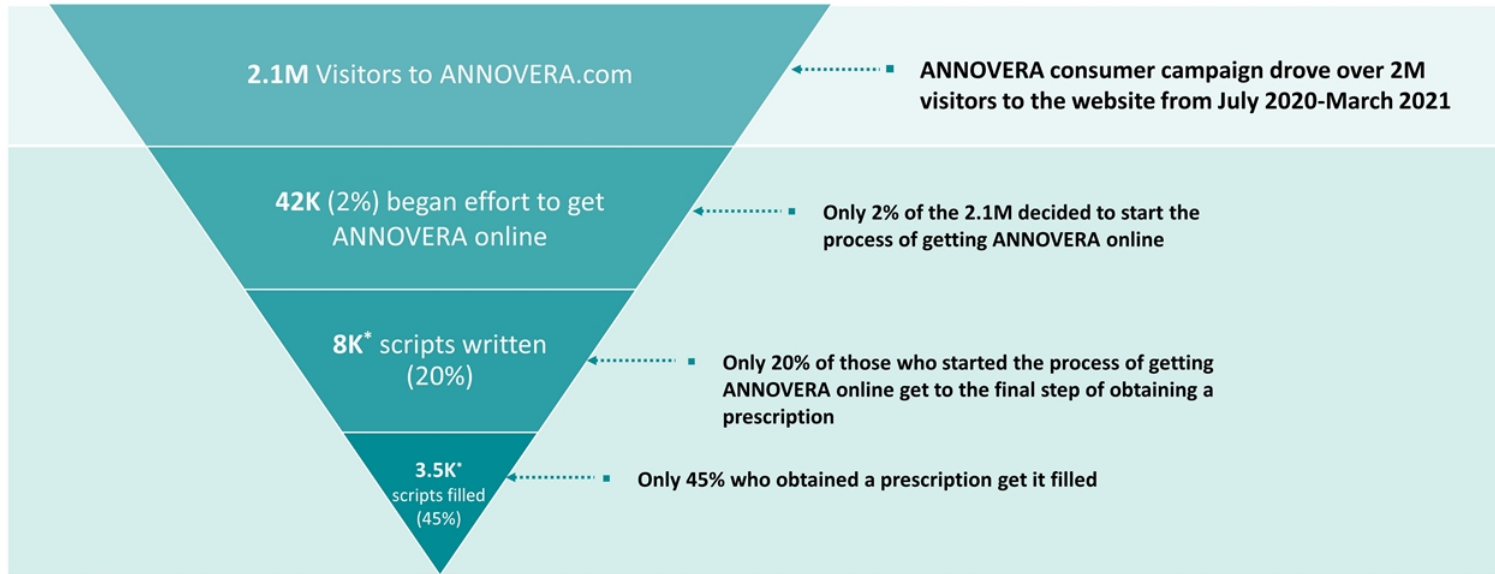 2.1M Visitors to ANNOVERA.com
ANNOVERA consumer campaign drove over 2M
visitors to the website from July 2020-March 2021
42K (2%) began effort to get
ANNOVERA online
Only 2% of the 2.1M decided to start the
process of getting ANNOVERA online
8K* scripts written
(20%)
Only 20% of those who started the process of getting
ANNOVERA online get to the final step of obtaining a
prescription
3.5K*
scripts filled
(45%)
Only 45% who obtained a prescription get it filled